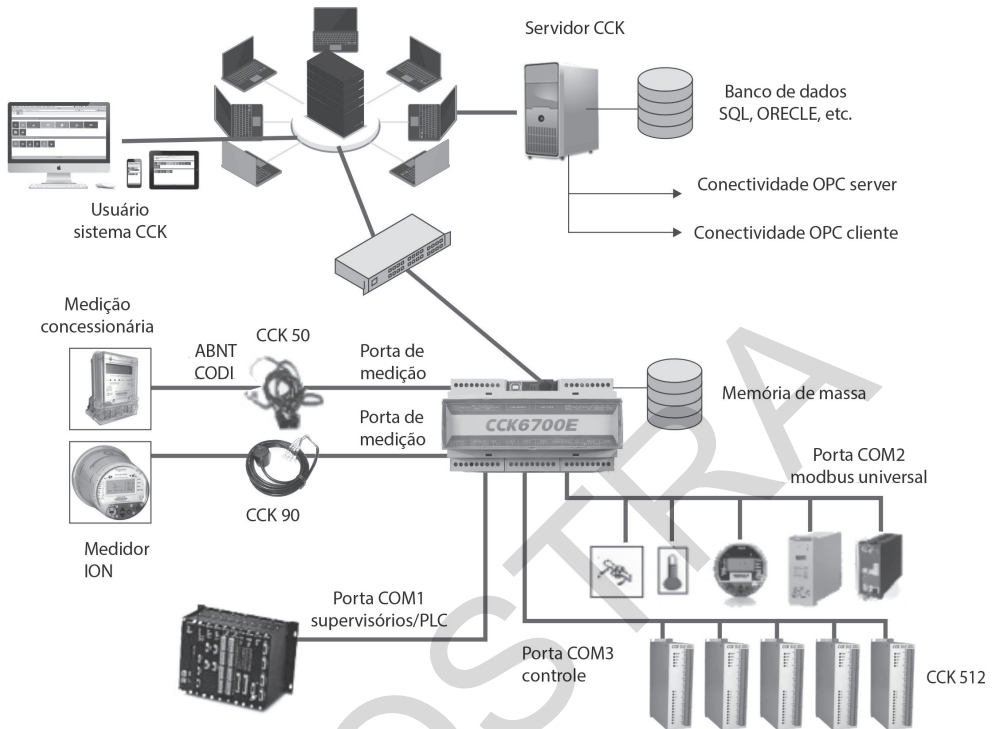 Servidor CCK
Banco de dados
SQL, ORECLE, etc.
Conectividade OPC server
Conectividade OPC cliente
Usuário
sistema CCK
Medição
concessionária
ABNT
CODI
CCK 50
Porta de
medição
Porta de
medição
CCK6700E
Memória de massa
CCK 90
Medidor
ION
Porta COM2
modbus universal
Porta COM1
supervisórios/PLC
Porta COM3
controle
CCK 512
OSTRA